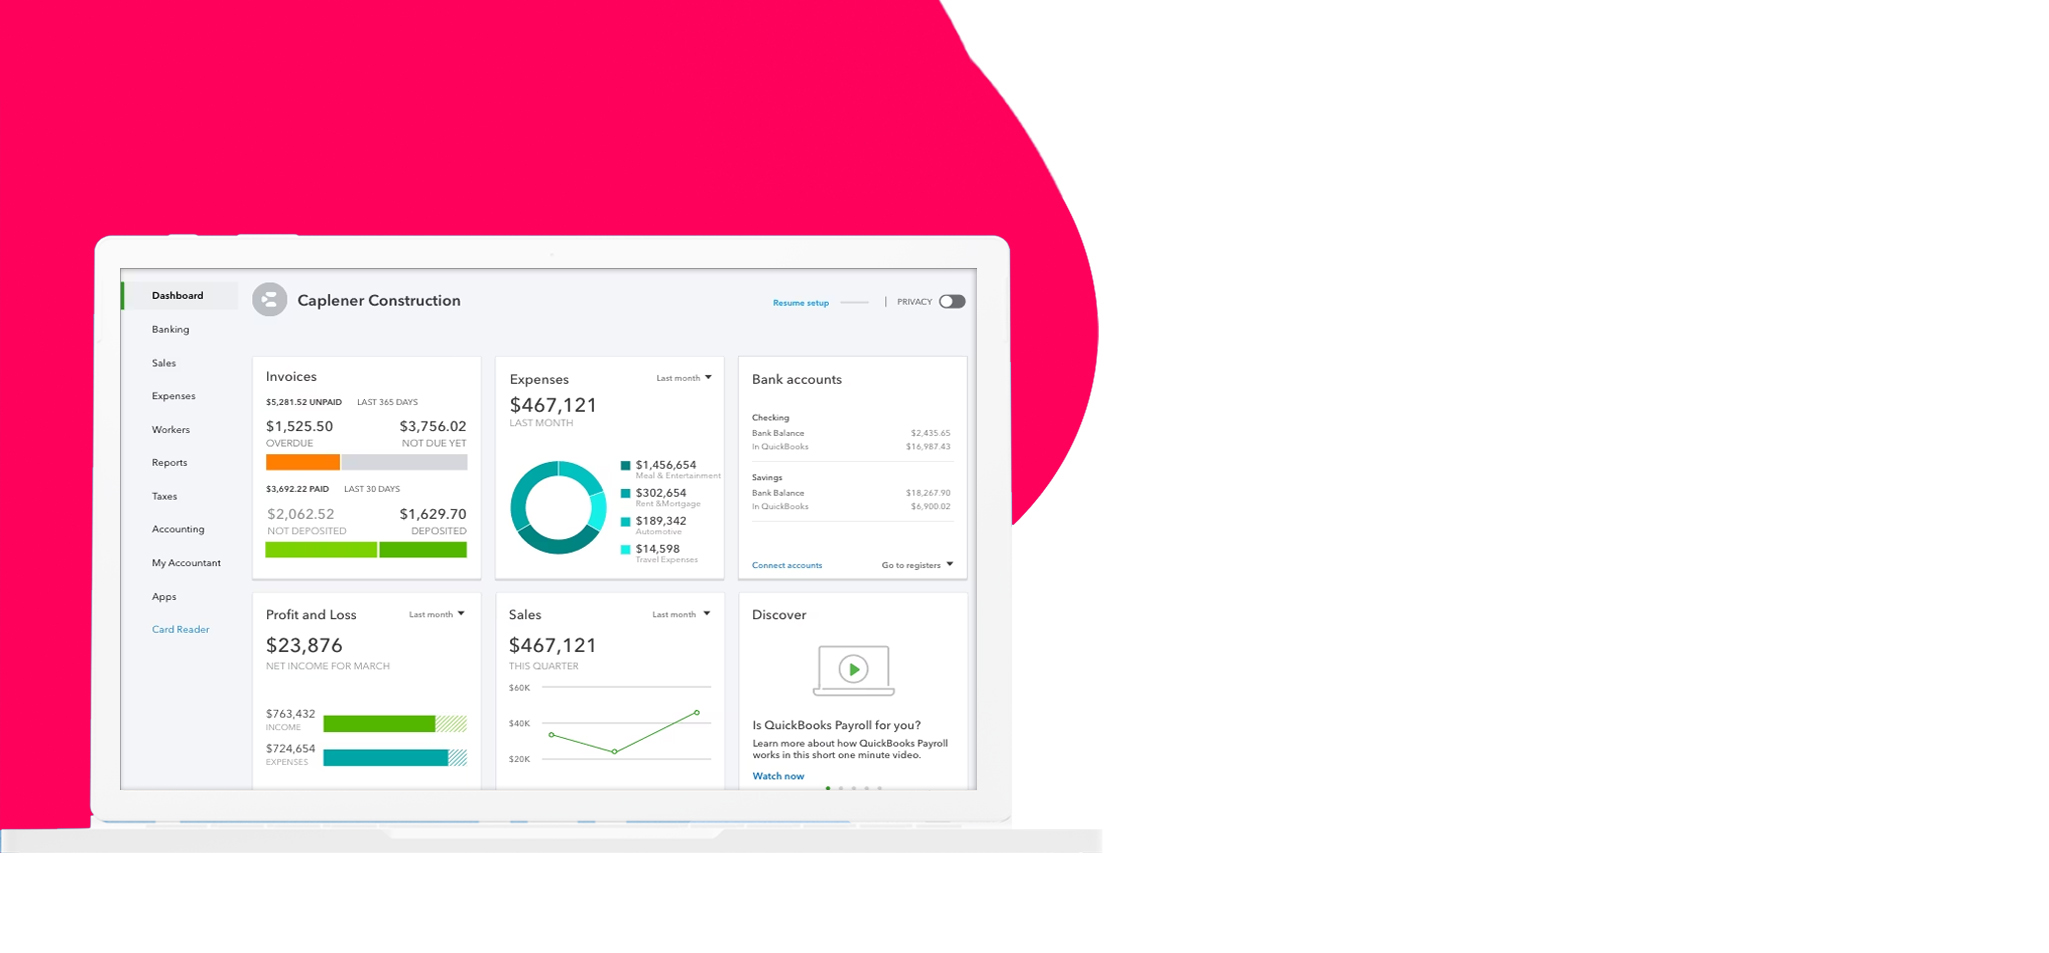 Dashboard
Banking
Sales
Expenses
Workers
Reports
Taxes
Accounting
My Accountant
Apps
Card Reader
Caplener Construction
Resume setup
PRIVACY
Invoices
$5,281.52 UNPAID LAST 365 DAYS
$1,525.50 $3,756.02
OVERDUE NOT DUE YET
$3,692.22 PAID LAST 30 DAYS
$2,062.52 $1,629.70
NOT DEPOSITED DEPOSITED
Expenses Last month
$467,121
LAST MONTH
$1,456,654
Meal & Entertainment
$302,654
Rent &Mortgage
$189,342
Automotive
$14,598
Travel Expenses
Bank accounts
Checking
Bank Balance $2,435.65
In QuickBooks $16,987.43
Savings
Bank Balance $18,267.90
In QuickBooks $6,900.02
Connect accounts Go to registers
Profit and Loss Last month
$23,876
NET INCOME FOR MARCH
$763,432
INCOME
$724,654
EXPENSES
Sales Last month
$467,121
THIS QUARTER
$60K
$40K
$20K
Discover
Is QuickBooks Payroll for you?
Learn more about how QuickBooks Payroll
works in this short one minute video.
Watch now